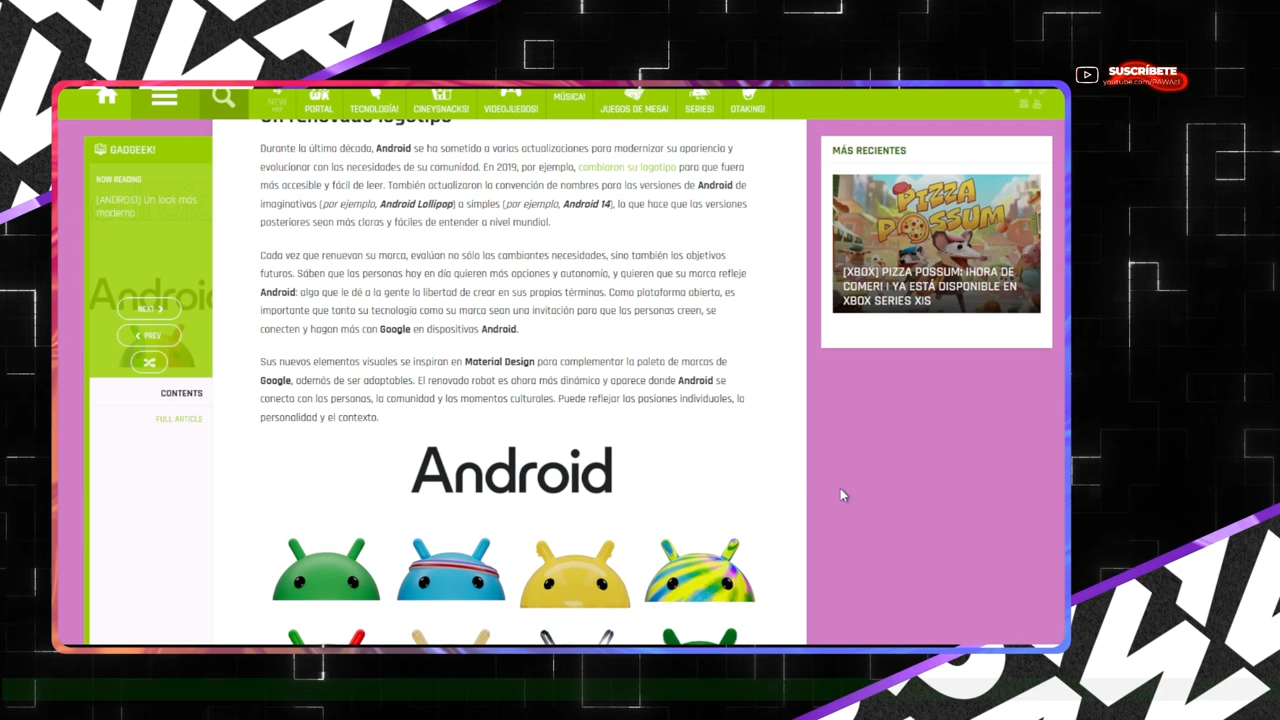 SUSCRÍBETE
youtube.com/PAWAcl
NEW
PORTAL
TECNOLOGÍA!
CINEYSNACKS!
VIDEOJUEGOS!
MÚSICA!
JUEGOS DE MESA!
SERIES!
OTAKING!
GADGEEK!
NOW READING
[ANDROID] Un look más
moderno
NEXT
PREV
CONTENTS
FULL ARTICLE
Un renovado logotipo
Durante la última década, Android se ha sometido a varias actualizaciones para modernizar su apariencia y
evolucionar con las necesidades de su comunidad. En 2019, por ejemplo, cambiaron su logotipo para que fuera
más accesible y fácil de leer. También actualizaron la convención de nombres para las versiones de Android de
imaginativas (por ejemplo, Android Lollipop) a simples (por ejemplo, Android 14), lo que hace que las versiones
posteriores sean más claras y fáciles de entender a nivel mundial.
Cada vez que renuevan su marca, evalúan no sólo las cambiantes necesidades, sino también los objetivos
futuros. Sáben que las personas hoy en día quieren más opciones y autonomía, y quieren que su marca refleje
Android: algo que le dé a la gente la libertad de crear en sus propios términos. Como plataforma abierta, es
importante que tanto su tecnología como su marca sean una invitación para que las personas creen, se
conecten y hagan más con Google en dispositivos Android.
Sus nuevos elementos visuales se inspiran en Material Design para complementar la paleta de marcas de
Google, además de ser adaptables. El renovado robot es ahora más dinámico y aparece donde Android se
conecta con las personas, la comunidad y los momentos culturales. Puede reflejar las pasiones individuales, la
personalidad y el contexto.
Android
MÁS RECIENTES
PIZZA
POSSUM
[XBOX] PIZZA POSSUM: ¡HORA DE
COMER! ! YA ESTÁ DISPONIBLE EN
XBOX SERIES X|S